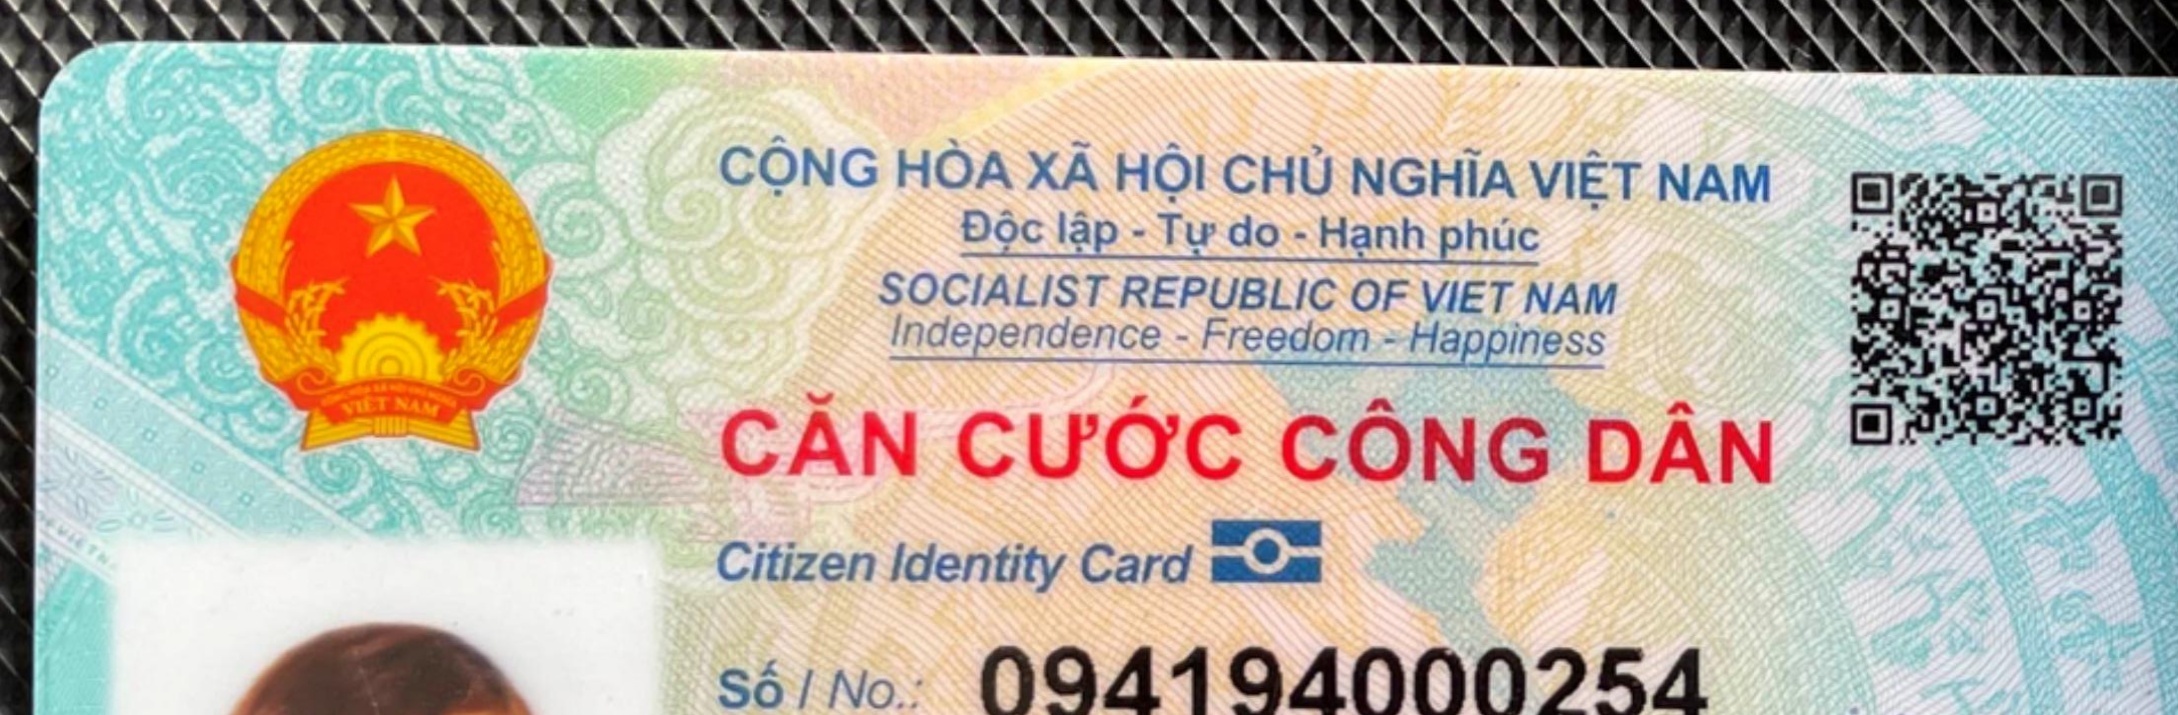 CỘNG HÒA XÃ HỘI CHỦ NGHĨA VIỆT NAM
Độc lập - Tự do - Hạnh phúc
SOCIALIST REPUBLIC OF VIET NAM
Independence - Freedom - Happiness
VIỆT NAM
CĂN CƯỚC CÔNG DÂN
Citizen Identity Card
Số / No.: 094194000254